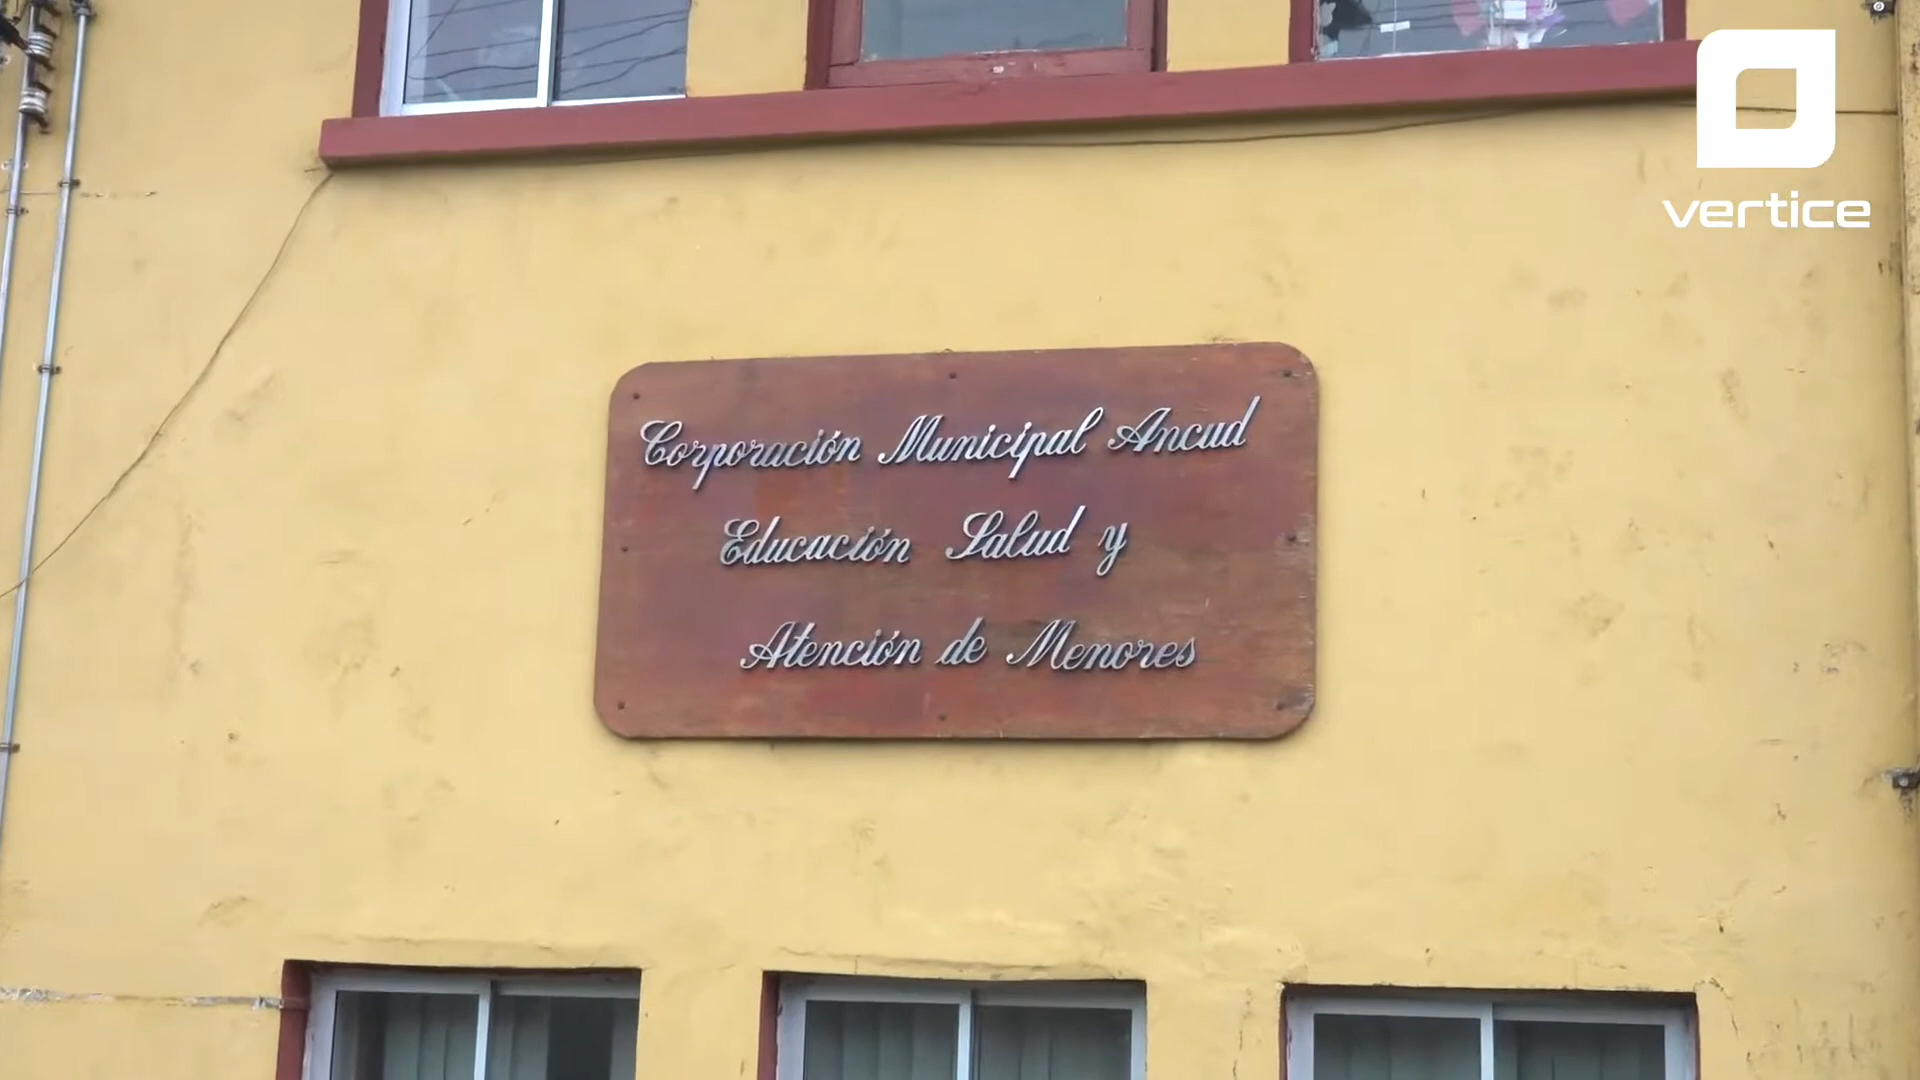 vertice
Corporación Municipal Ancud
Educación Salud y
Atención de Menores